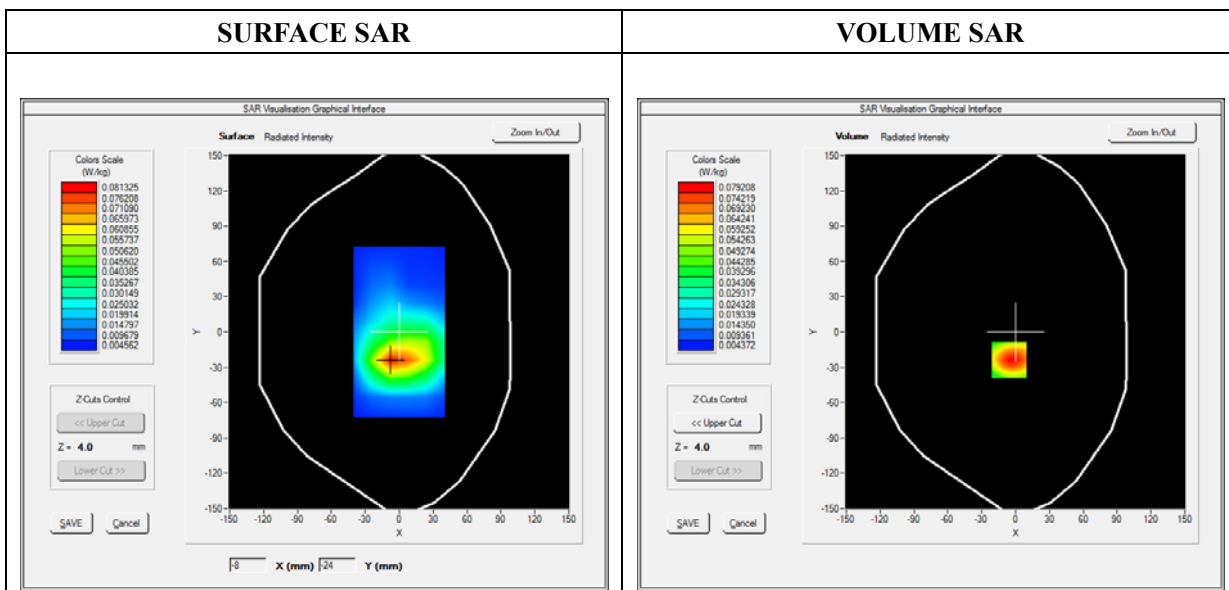 SURFACE SAR
VOLUME SAR
SAR Visualisation Graphical Interface
Surface Radiated Intensity
Zoom In/Out
Colors Scale
(W/kg)
0.081325
0.076208
0.071090
0.065973
0.060855
0.055737
0.050620
0.045502
0.040385
0.035267
0.030149
0.025032
0.019914
0.014797
0.009679
0.004562
150
120
90
60
30
0
-30
-60
-90
-120
-150
Y
-150 -120 -90 -60 -30 0 30 60 90 120 150
X
Z-Cuts Control
<< Upper Cut
Z = 4.0 mm
Lower Cut >>
SAVE Cancel
-8 X (mm) -24 Y (mm)
SAR Visualisation Graphical Interface
Volume Radiated Intensity
Zoom In/Out
Colors Scale
(W/kg)
0.079208
0.074219
0.069230
0.064241
0.059252
0.054263
0.049274
0.044285
0.039296
0.034306
0.029317
0.024328
0.019339
0.014350
0.009361
0.004372
150
120
90
60
30
0
-30
-60
-90
-120
-150
Y
-150 -120 -90 -60 -30 0 30 60 90 120 150
X
Z-Cuts Control
<< Upper Cut
Z = 4.0 mm
Lower Cut >>
SAVE Cancel